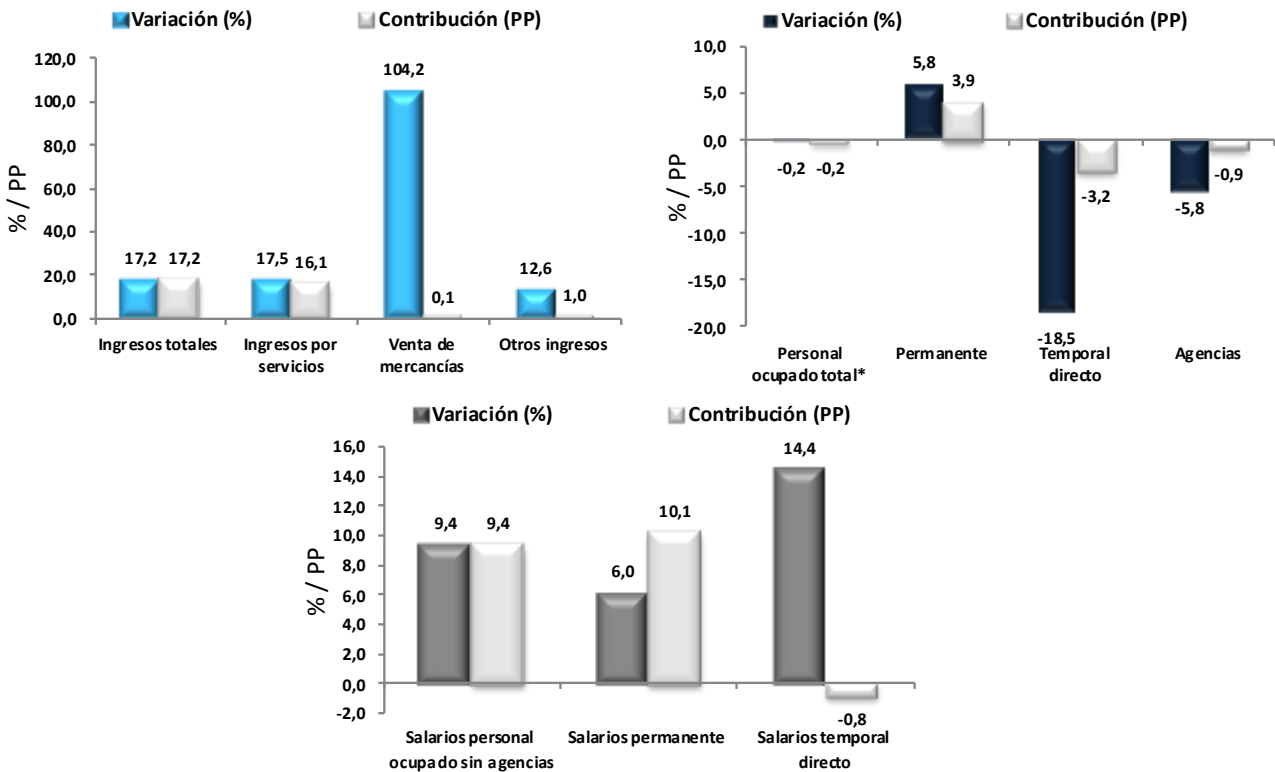 Variación (%) Contribución (PP)
% / PP
120,0
100,0
80,0
60,0
40,0
20,0
0,0
17,2 17,2
17,5 16,1
104,2 0,1
12,6 1,0
Ingresos totales
Ingresos por
servicios
Venta de
mercancías
Otros ingresos
Variación (%) Contribución (PP)
% / PP
10,0
5,0
0,0
-5,0
-10,0
-15,0
-20,0
-0,2 -0,2
5,8 3,9
-18,5 -3,2
-5,8 -0,9
Personal
ocupado total*
Permanente
Temporal
directo
Agencias
Variación (%) Contribución (PP)
% / PP
16,0
14,0
12,0
10,0
8,0
6,0
4,0
2,0
0,0
-2,0
9,4 9,4
6,0 10,1
14,4 -0,8
Salarios personal
ocupado sin agencias
Salarios permanente
Salarios temporal
directo